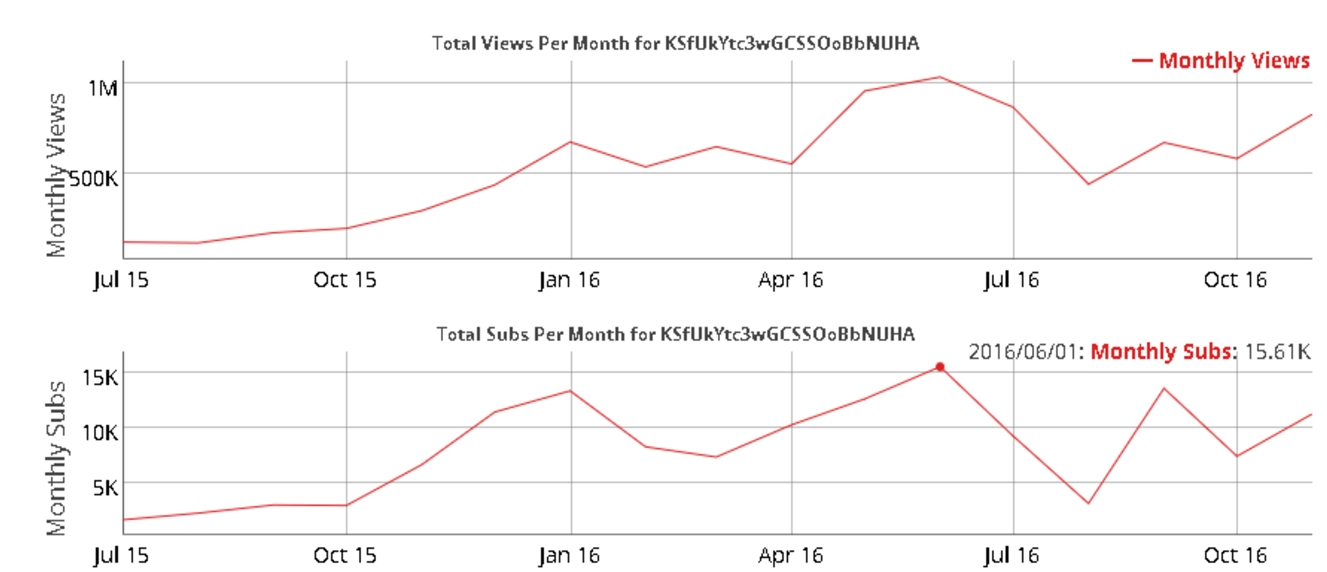 Total Views Per Month for KSfUkYtc3wGCSSOoBbNUHA
Monthly Views
Monthly Views
1M
500K
Jul 15 Oct 15 Jan 16 Apr 16 Jul 16 Oct 16
Total Subs Per Month for KSfUkYtc3wGCSSOoBbNUHA
2016/06/01: Monthly Subs: 15.61K
Monthly Subs
15K
10K
5K
Jul 15 Oct 15 Jan 16 Apr 16 Jul 16 Oct 16